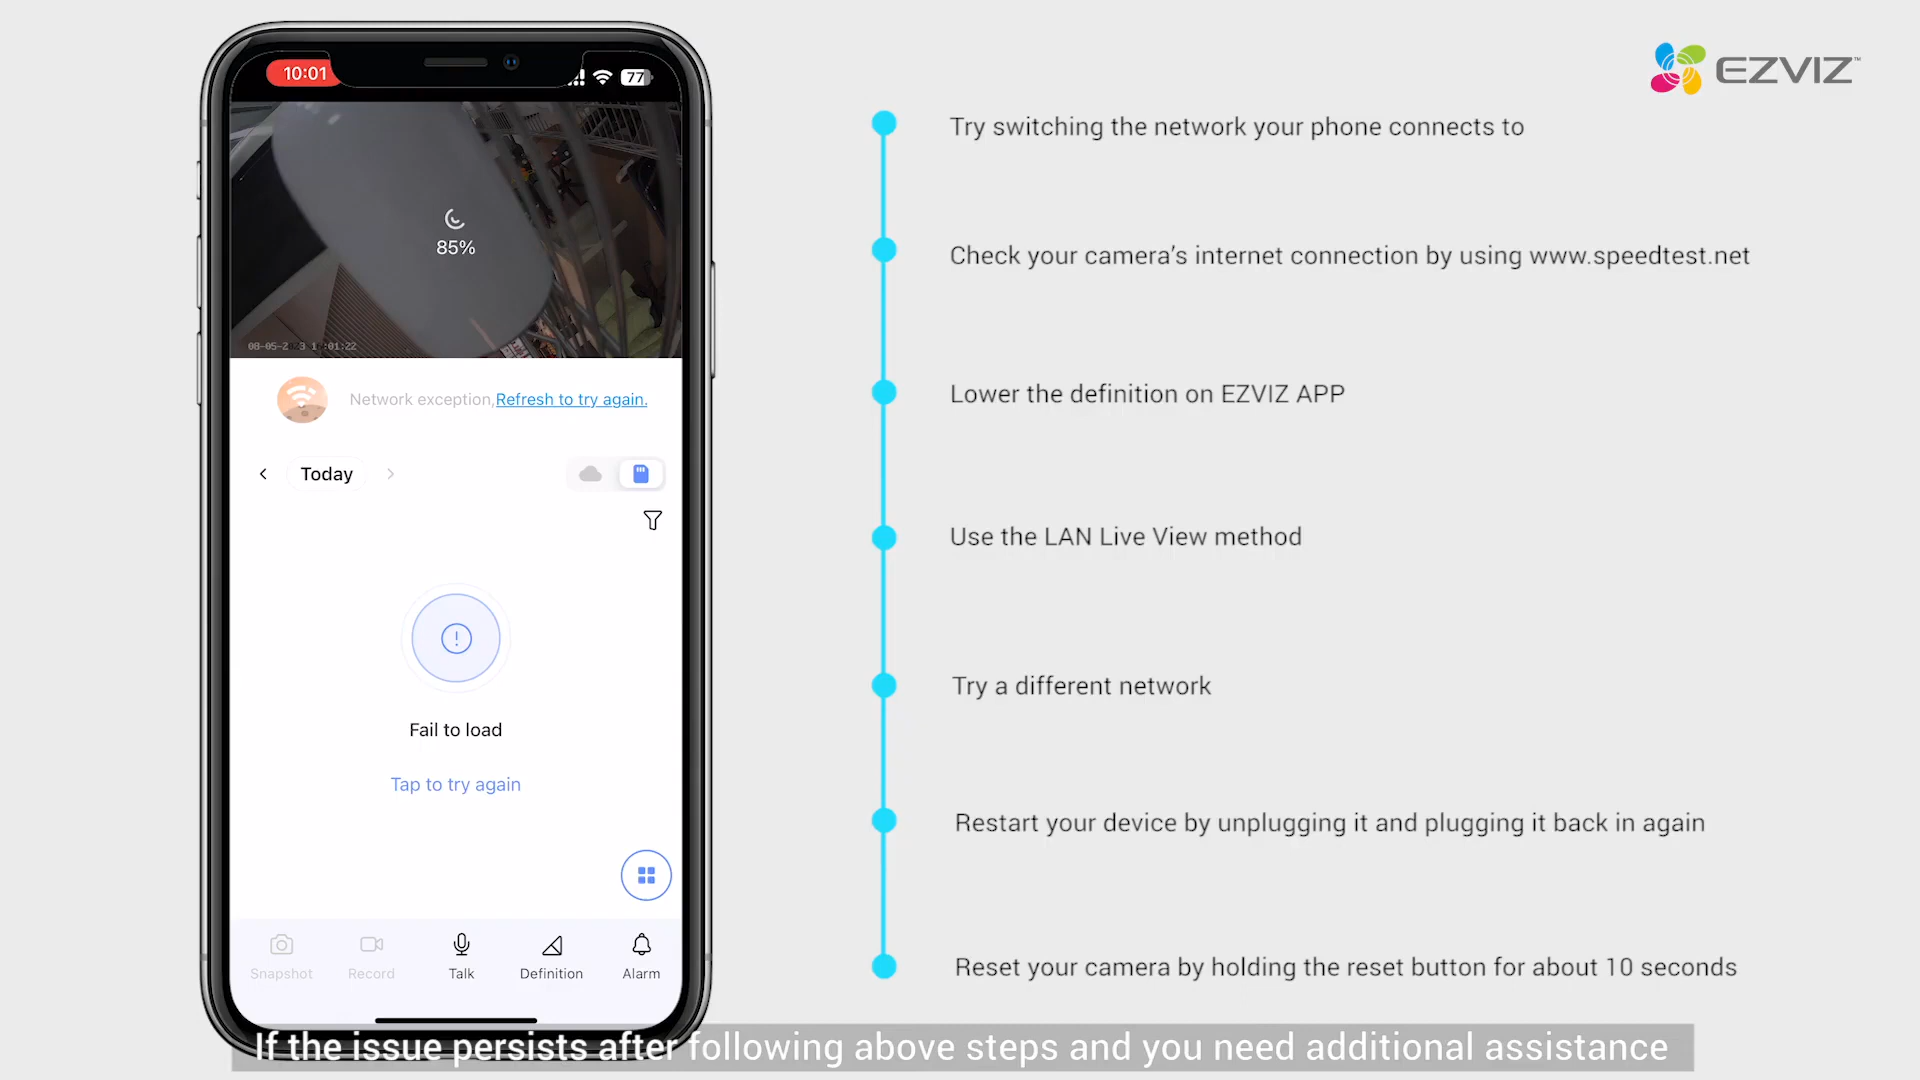 10:01
77
EZVIZ™
Try switching the network your phone connects to
Check your camera’s internet connection by using www.speedtest.net
85%
Lower the definition on EZVIZ APP
Network exception,Refresh to try again.
Today
Use the LAN Live View method
Try a different network
Fail to load
Tap to try again
Restart your device by unplugging it and plugging it back in again
Snapshot Record Talk Definition Alarm
Reset your camera by holding the reset button for about 10 seconds
If the issue persists after following above steps and you need additional assistance